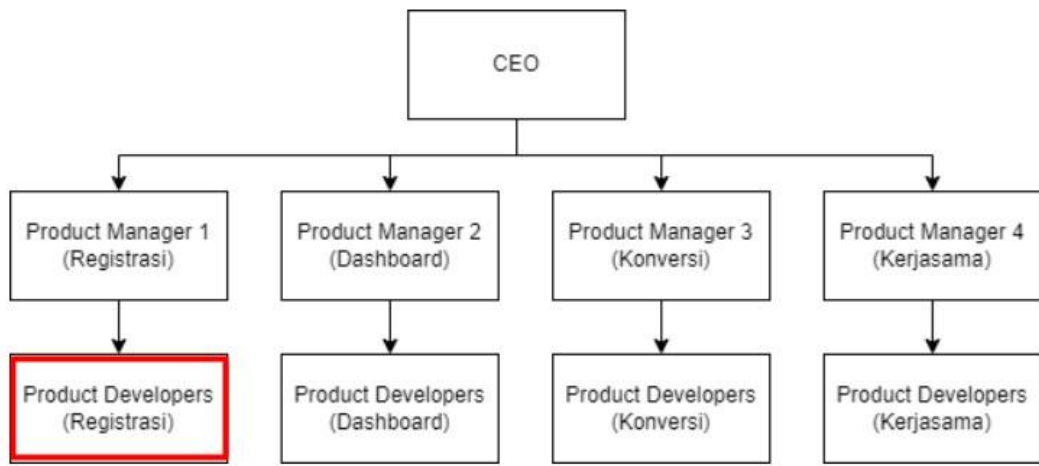 CEO
Product Manager 1
(Registrasi)
Product Manager 2
(Dashboard)
Product Manager 3
(Konversi)
Product Manager 4
(Kerjasama)
Product Developers
(Registrasi)
Product Developers
(Dashboard)
Product Developers
(Konversi)
Product Developers
(Kerjasama)